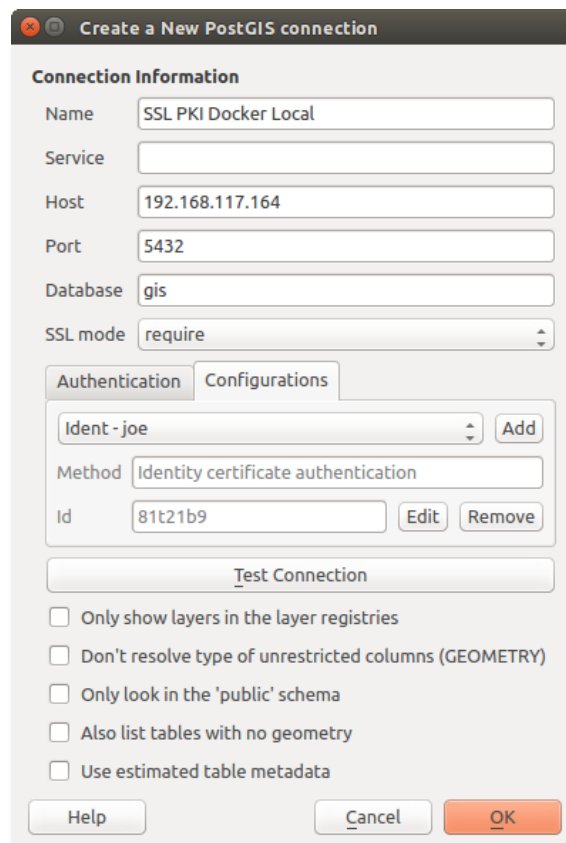 Create a New PostGIS connection
Connection Information
Name SSL PKI Docker Local
Service
Host 192.168.117.164
Port 5432
Database gis
SSL mode require
Authentication Configurations
Ident - joe Add
Method Identity certificate authentication
Id 81t21b9 Edit Remove
Test Connection
Only show layers in the layer registries
Don't resolve type of unrestricted columns (GEOMETRY)
Only look in the 'public' schema
Also list tables with no geometry
Use estimated table metadata
Help Cancel OK